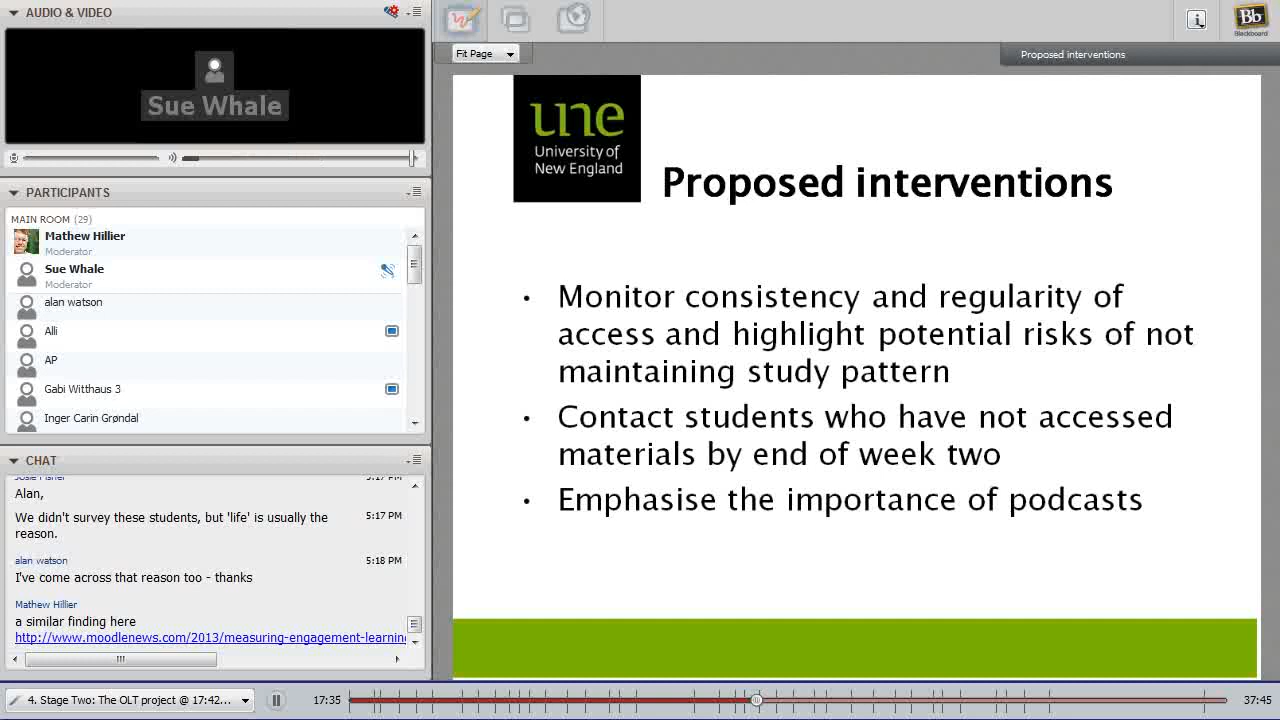 AUDIO & VIDEO
Sue Whale
PARTICIPANTS
MAIN ROOM (29)
Mathew Hillier
Moderator
Sue Whale
Moderator
alan watson
Alli
AP
Gabi Witthaus 3
Inger Carin Grøndal
CHAT
5:17 PM
Alan,
We didn't survey these students, but 'life' is usually the 5:17 PM
reason.
alan watson 5:18 PM
I've come across that reason too - thanks
Mathew Hillier
a similar finding here
http://www.moodlenews.com/2013/measuring-engagement-learnin
Fit Page
Proposed interventions
Bb
Blackboard
une
University of
New England
Proposed interventions
• Monitor consistency and regularity of
access and highlight potential risks of not
maintaining study pattern
• Contact students who have not accessed
materials by end of week two
• Emphasise the importance of podcasts
4. Stage Two: The OLT project @ 17:42...
17:35
37:45